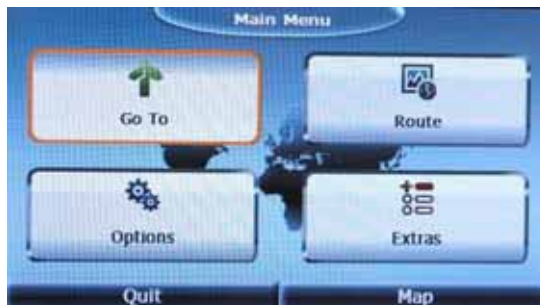 Main Menu
Go To
Route
Options
Extras
Quit
Map